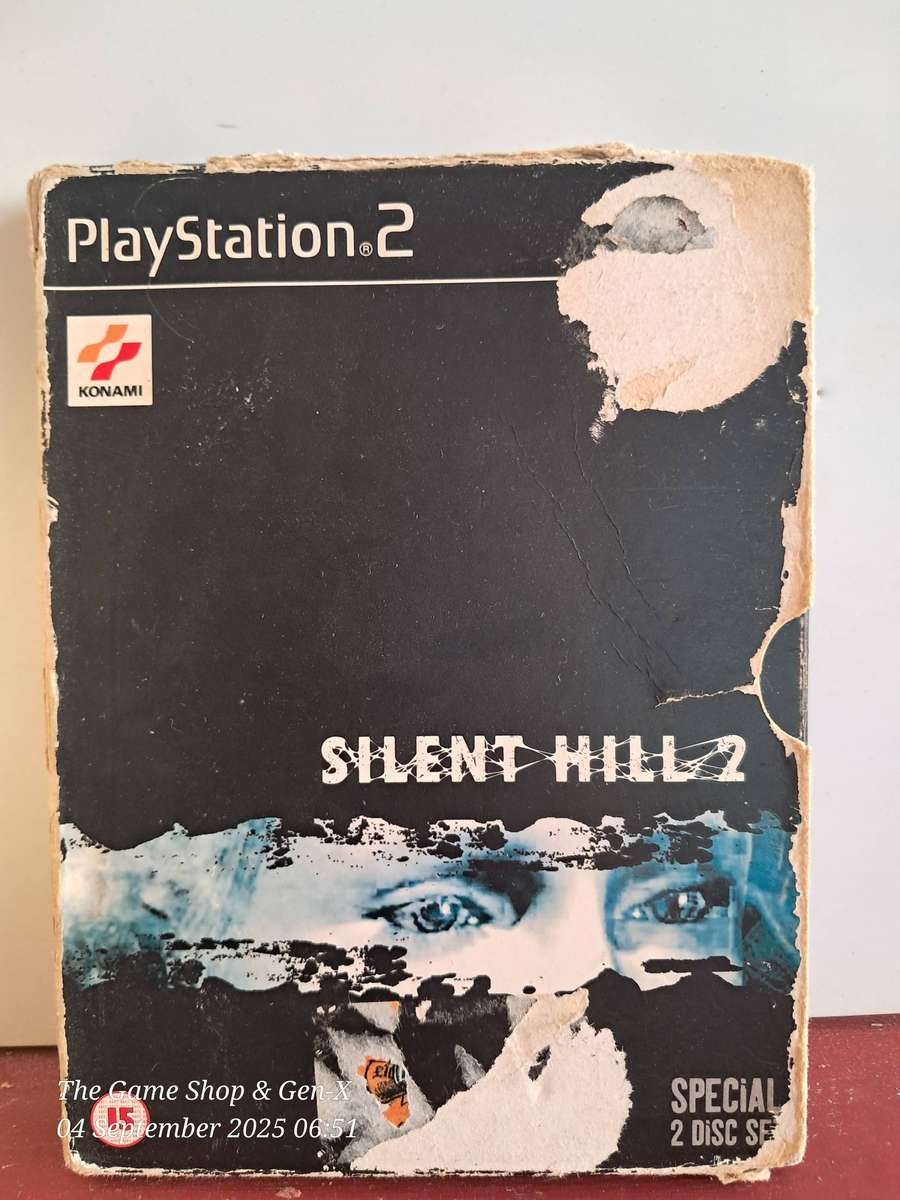 PlayStation®2
KONAMI
SILENT HILL 2
SPECiAL
2 DiSC SE
15
The Game Shop & Gen-X
04 September 2025 06:51